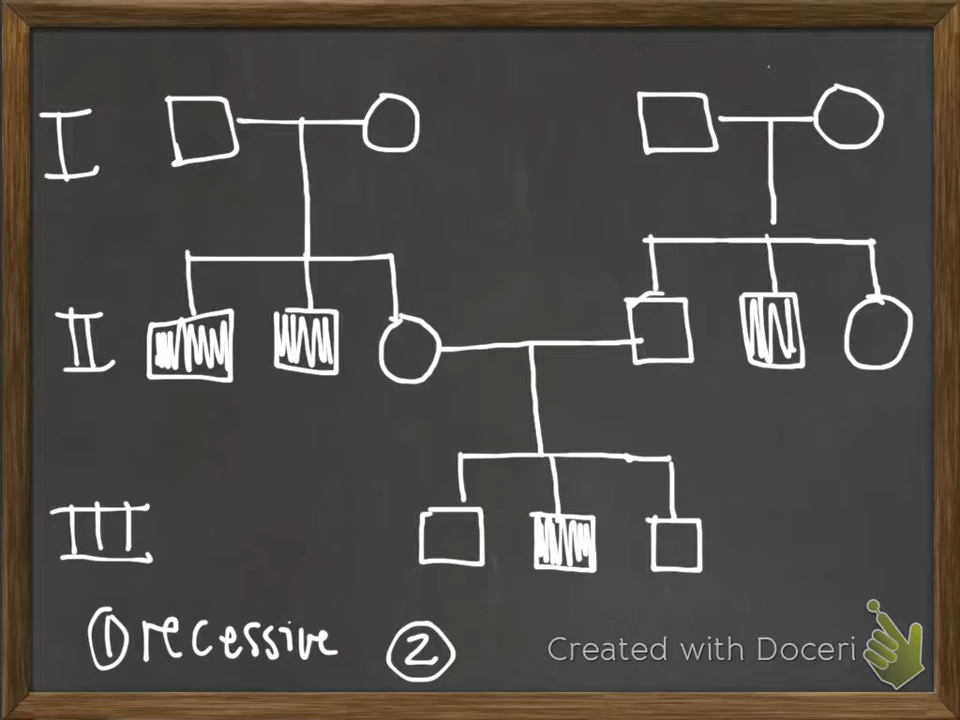 I
II
III
① recessive ②
Created with Doceri